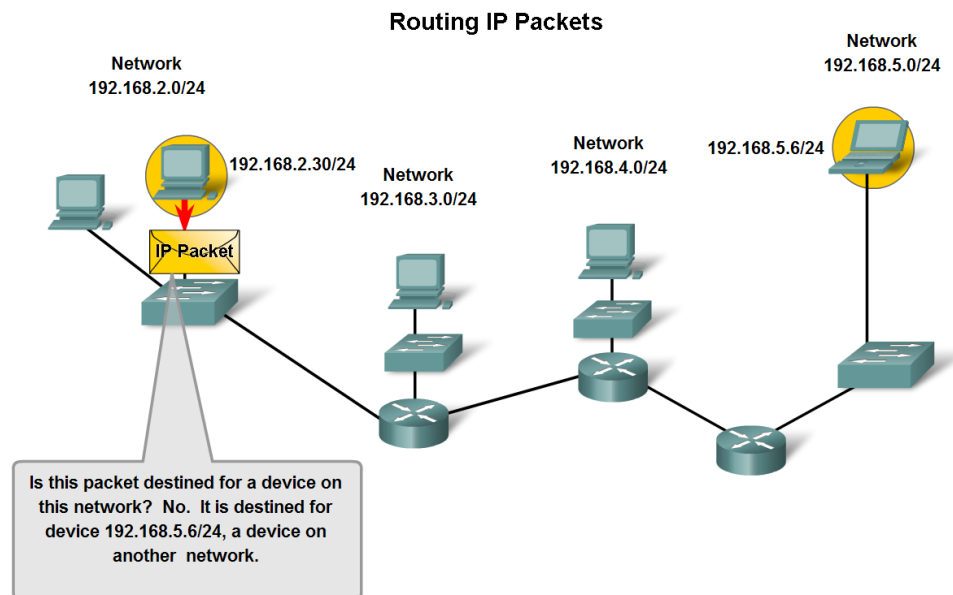 Routing IP Packets
Network
192.168.2.0/24
Network
192.168.5.0/24
192.168.2.30/24
Network
192.168.3.0/24
Network
192.168.4.0/24
192.168.5.6/24
IP Packet
Is this packet destined for a device on
this network?  No.  It is destined for
device 192.168.5.6/24, a device on
another  network.